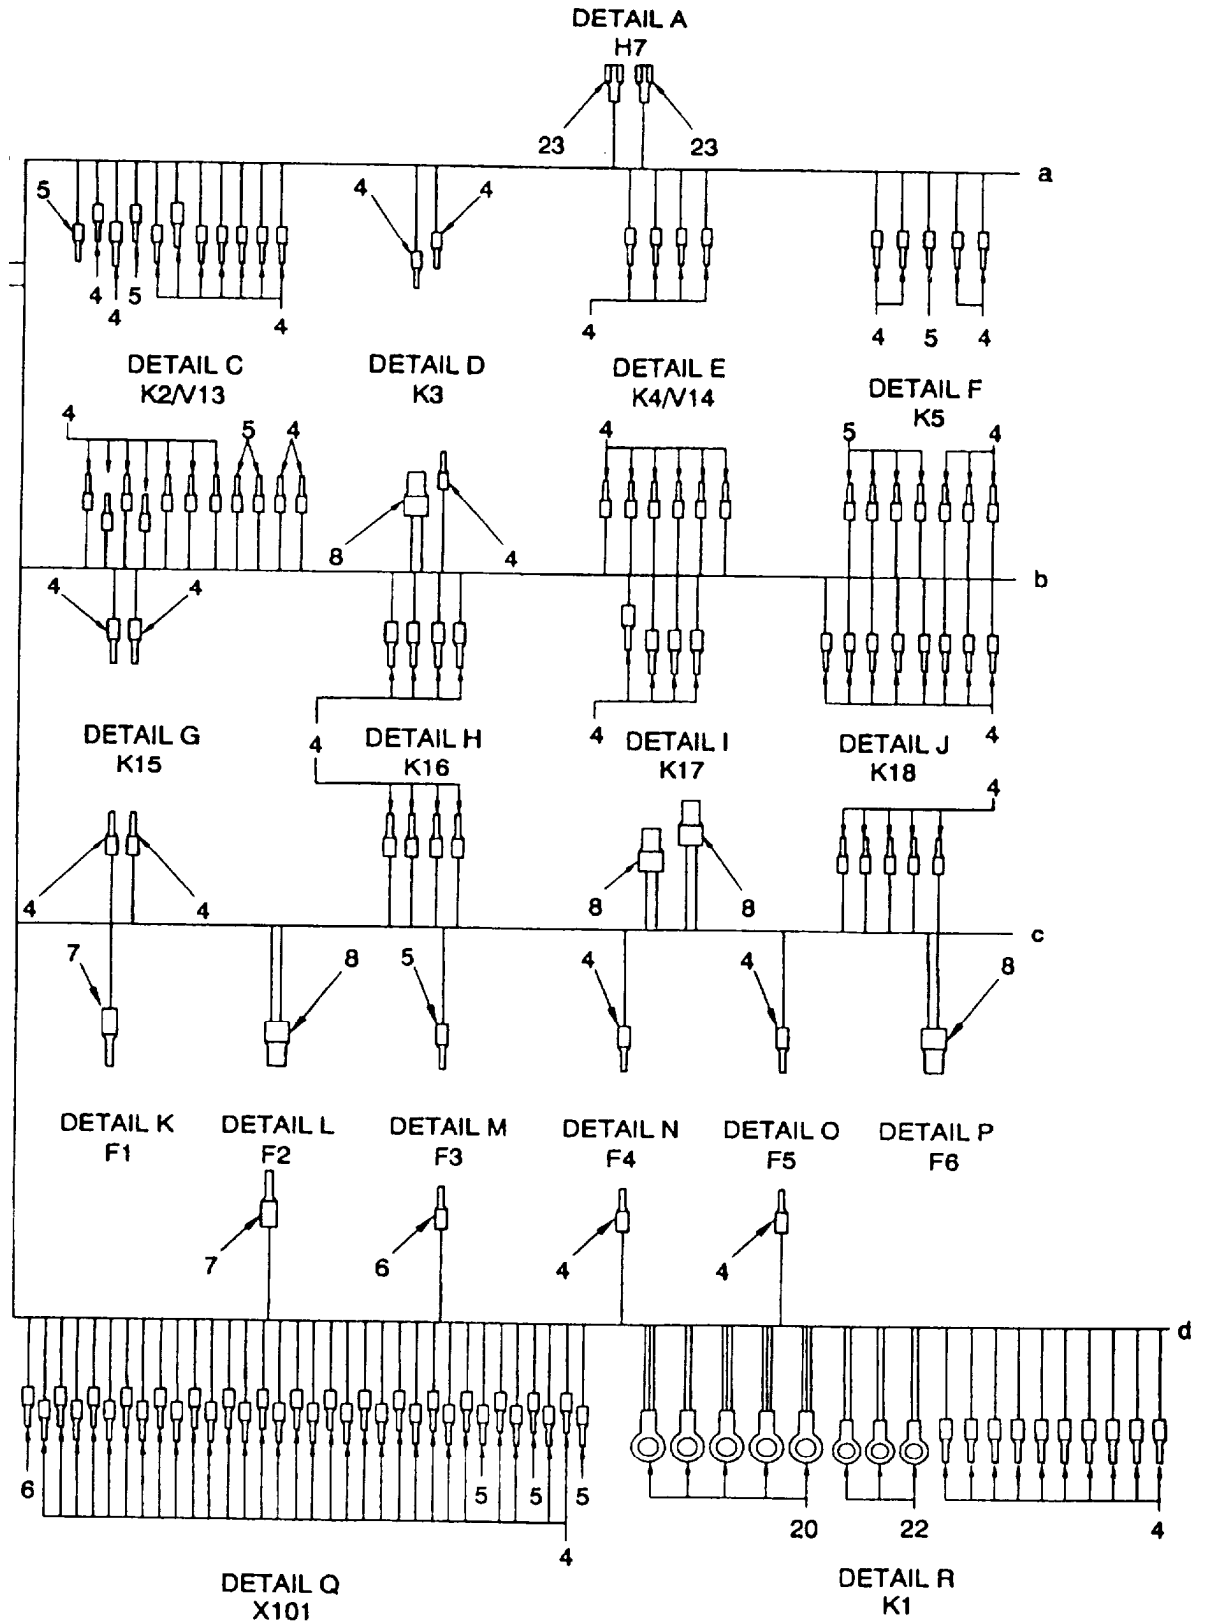 DETAIL A
H7
23 23
a
5 4 4
4 5
4 4
4 4 5 4
DETAIL C DETAIL D DETAIL E DETAIL F
K2/V13 K3 K4/V14 K5
4 5 4 4 5 4
8 4
b
4 4
4 4 4
DETAIL G DETAIL H DETAIL I DETAIL J
K15 K16 K17 K18
4
4 4 8 8
c
7 8 5 4 4 8
DETAIL K DETAIL L DETAIL M DETAIL N DETAIL O DETAIL P
F1 F2 F3 F4 F5 F6
7 6 4 4
d
6 5 5 5
20 22 4
4
DETAIL Q DETAIL R
X101 K1